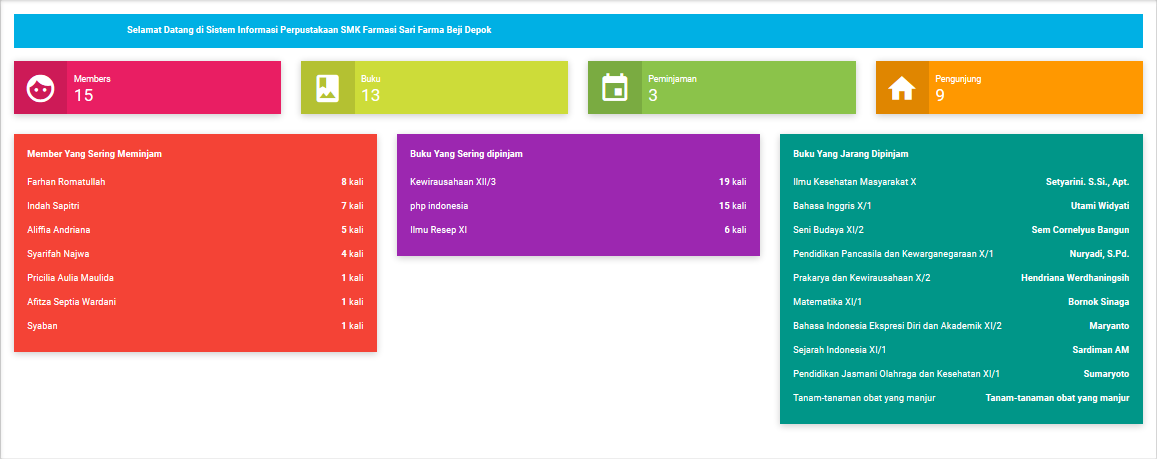 Selamat Datang di Sistem Informasi Perpustakaan SMK Farmasi Sari Farma Beji Depok
Members
15
Buku
13
Peminjaman
3
Pengunjung
9
Member Yang Sering Meminjam
Farhan Romatullah 8 kali
Indah Sapitri 7 kali
Aliffia Andriana 5 kali
Syarifah Najwa 4 kali
Pricilia Aulia Maulida 1 kali
Afitza Septia Wardani 1 kali
Syaban 1 kali
Buku Yang Sering dipinjam
Kewirausahaan XII/3 19 kali
php indonesia 15 kali
Ilmu Resep XI 6 kali
Buku Yang Jarang Dipinjam
Ilmu Kesehatan Masyarakat X Setyarini. S.Si., Apt.
Bahasa Inggris X/1 Utami Widyati
Seni Budaya XI/2 Sem Cornelyus Bangun
Pendidikan Pancasila dan Kewarganegaraan X/1 Nuryadi, S.Pd.
Prakarya dan Kewirausahaan X/2 Hendriana Werdhaningsih
Matematika XI/1 Bornok Sinaga
Bahasa Indonesia Ekspresi Diri dan Akademik XI/2 Maryanto
Sejarah Indonesia XI/1 Sardiman AM
Pendidikan Jasmani Olahraga dan Kesehatan XI/1 Sumaryoto
Tanam-tanaman obat yang manjur Tanam-tanaman obat yang manjur